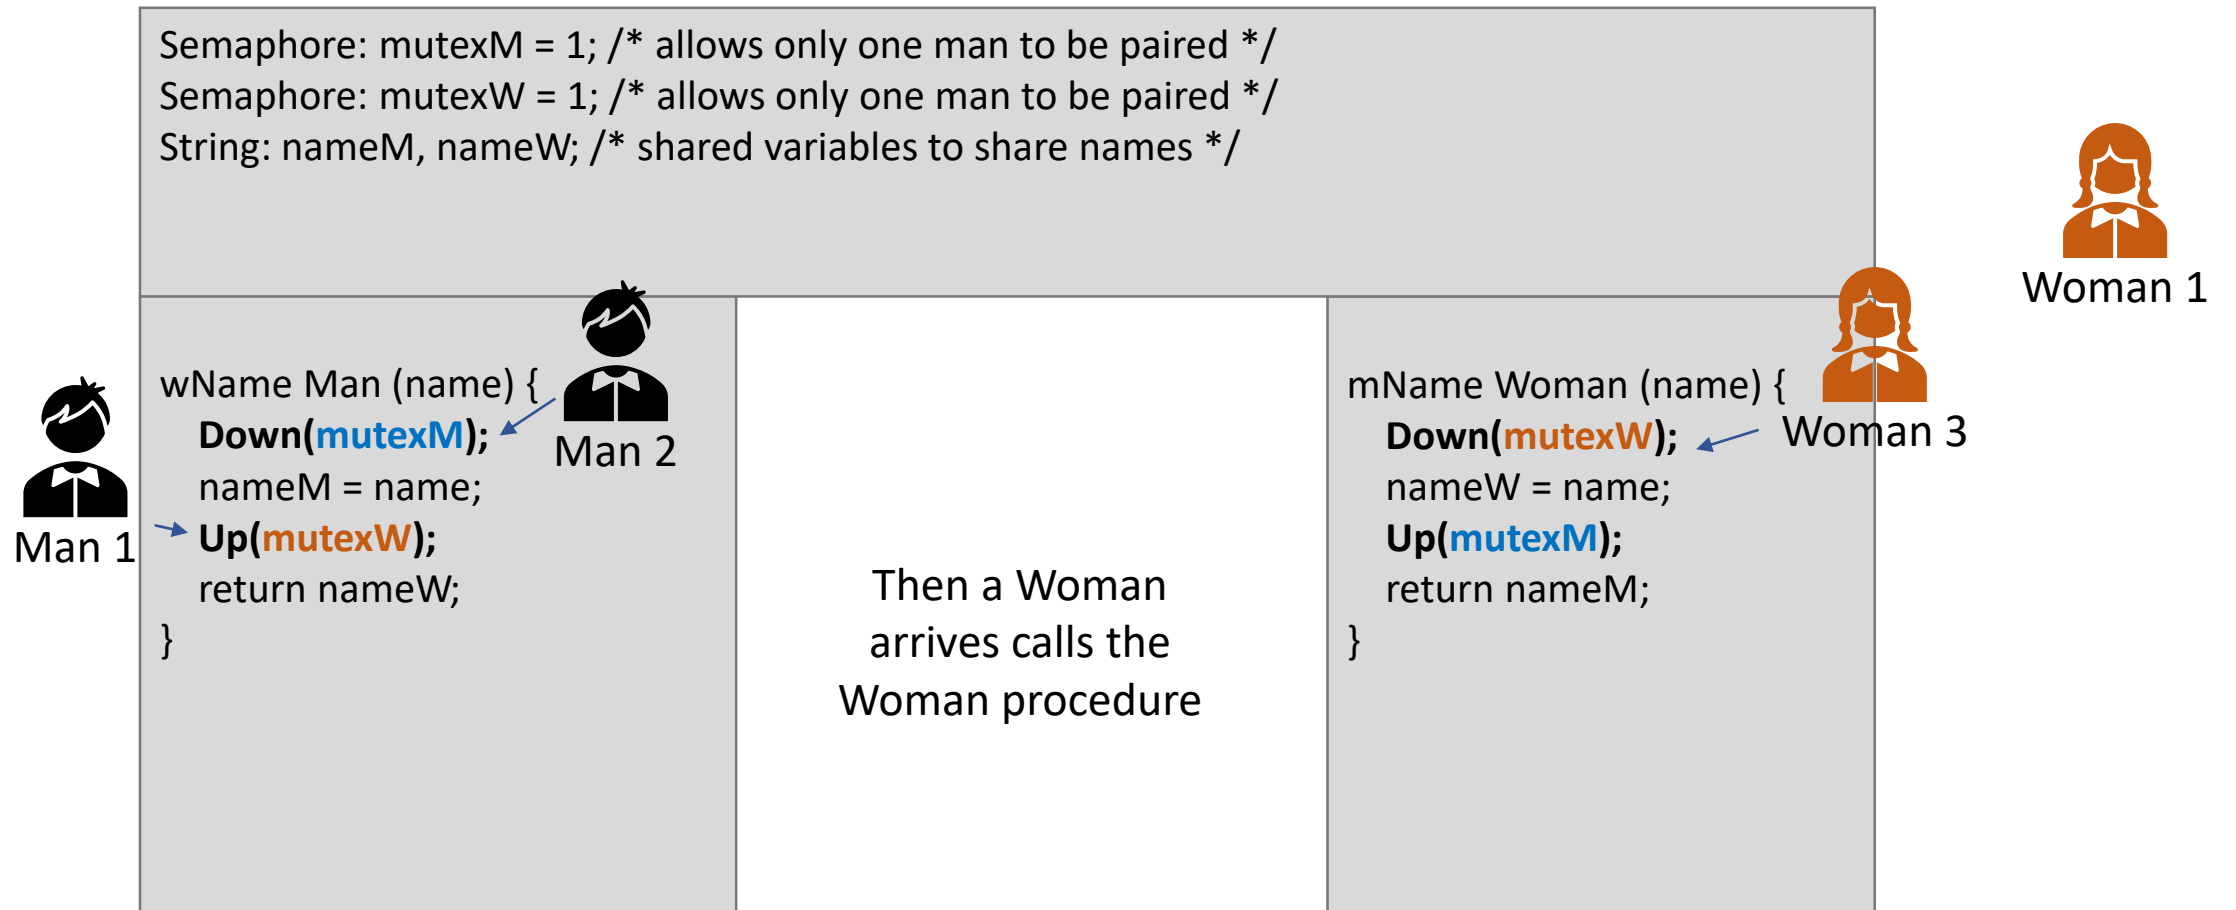 Semaphore: mutexM = 1; /* allows only one man to be paired */
Semaphore: mutexW = 1; /* allows only one man to be paired */
String: nameM, nameW; /* shared variables to share names */
Woman 1
wName Man (name) {
Down(mutexM);
nameM = name;
Up(mutexW);
return nameW;
}
Man 1
Man 2
Then a Woman
arrives calls the
Woman procedure
mName Woman (name) {
Down(mutexW);
nameW = name;
Up(mutexM);
return nameM;
}
Woman 3